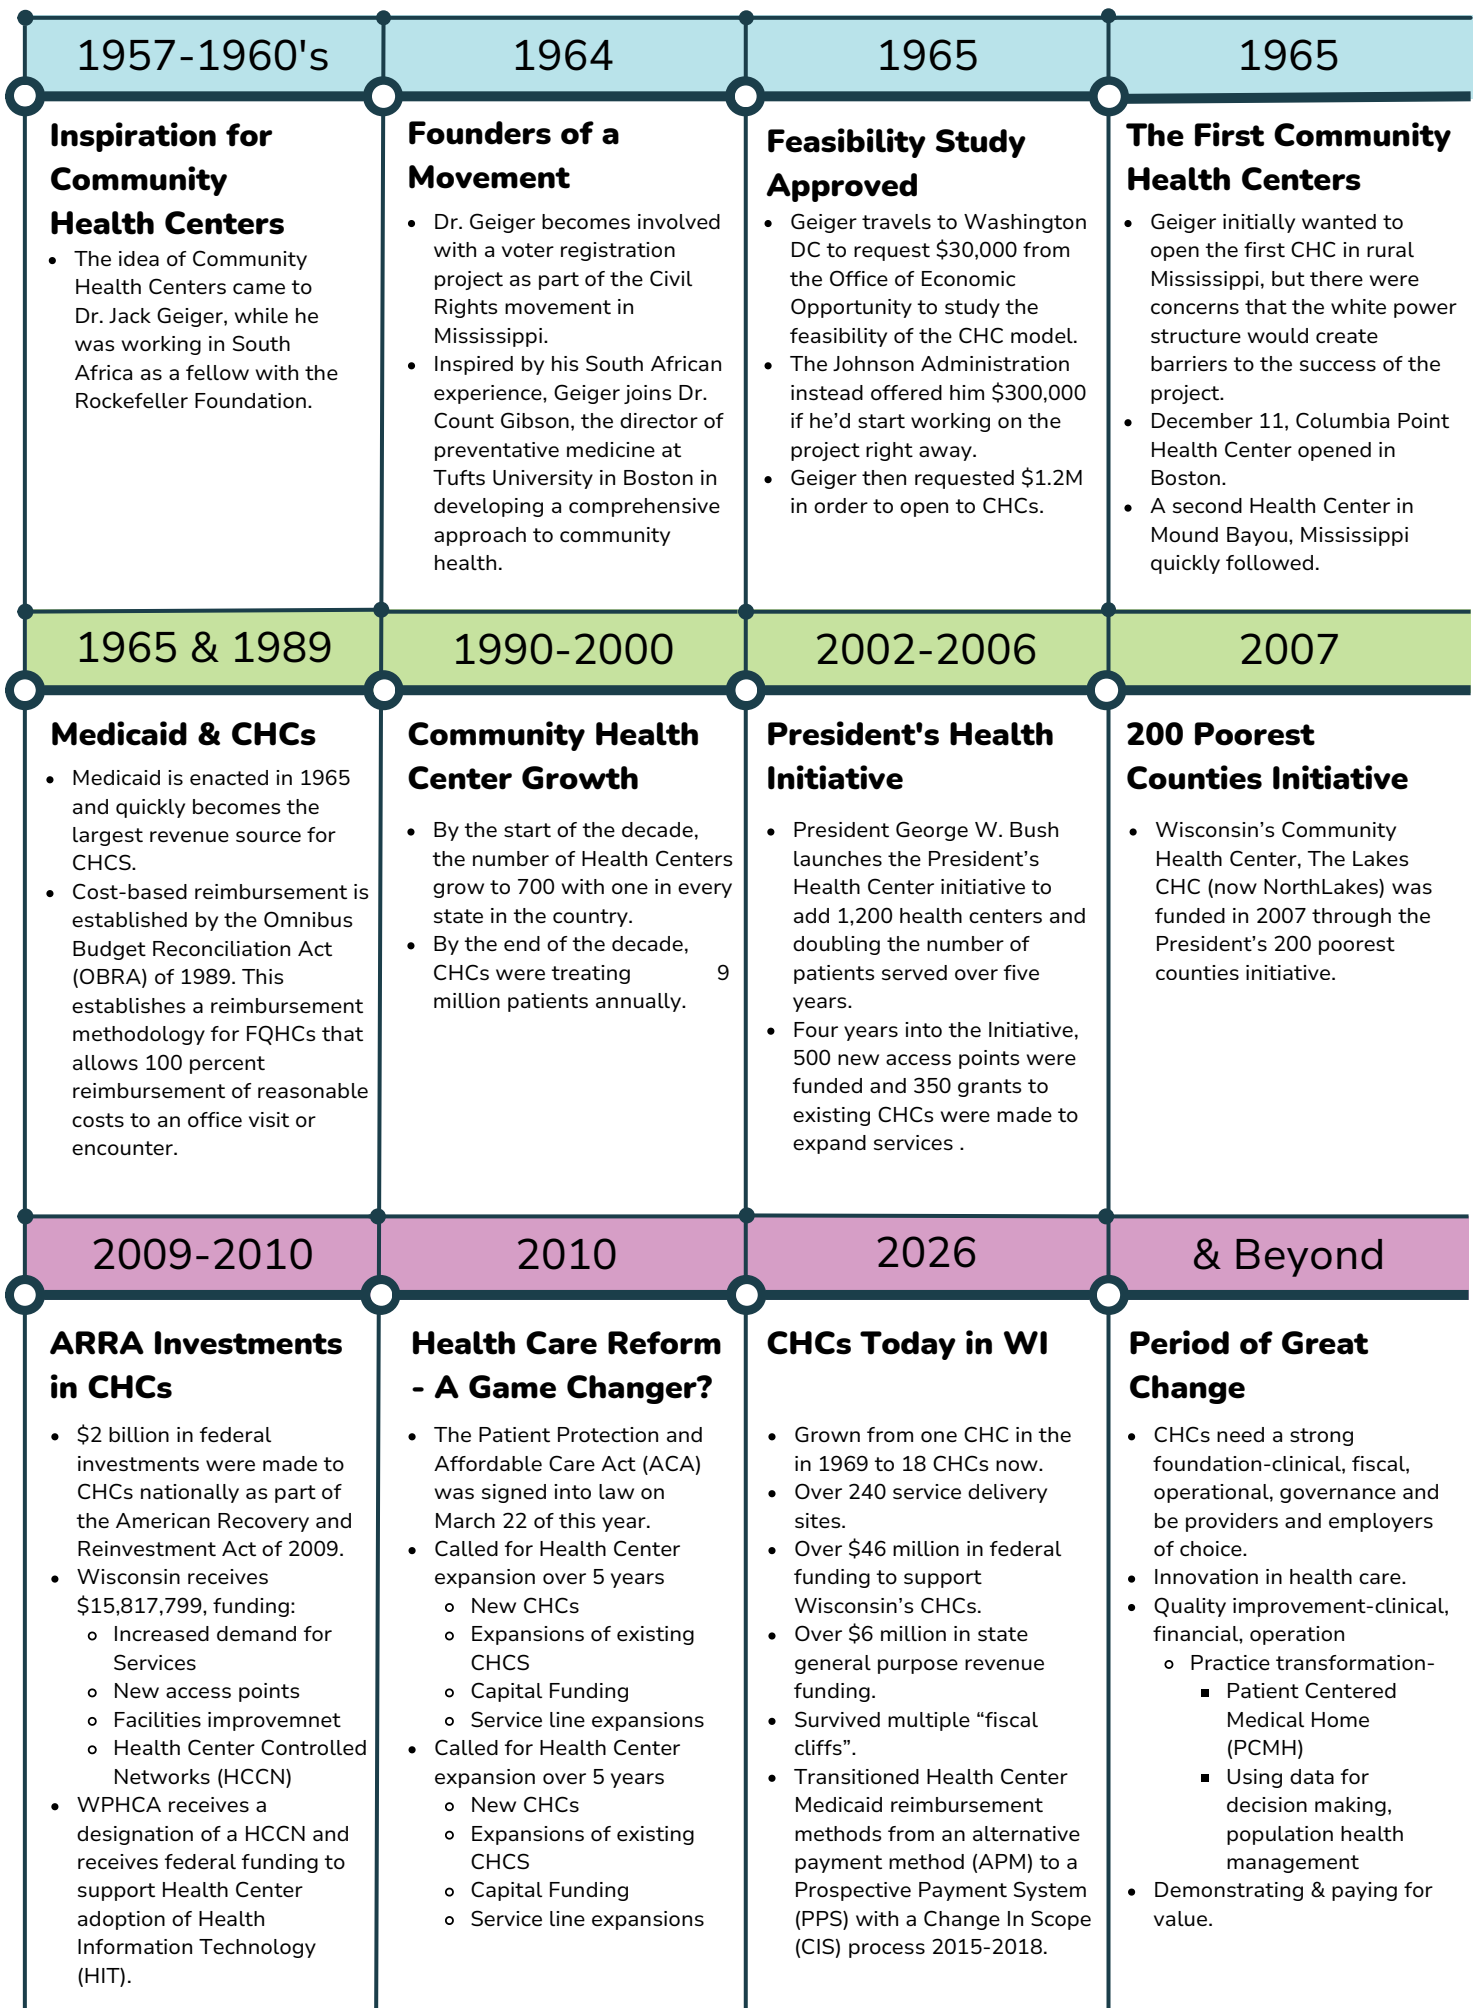 1957-1960's
Inspiration for
Community
Health Centers
• The idea of Community
Health Centers came to
Dr. Jack Geiger, while he
was working in South
Africa as a fellow with the
Rockefeller Foundation.
1964
Founders of a
Movement
• Dr. Geiger becomes involved
with a voter registration
project as part of the Civil
Rights movement in
Mississippi.
• Inspired by his South African
experience, Geiger joins Dr.
Count Gibson, the director of
preventative medicine at
Tufts University in Boston in
developing a comprehensive
approach to community
health.
1965
Feasibility Study
Approved
• Geiger travels to Washington
DC to request $30,000 from
the Office of Economic
Opportunity to study the
feasibility of the CHC model.
• The Johnson Administration
instead offered him $300,000
if he’d start working on the
project right away.
• Geiger then requested $1.2M
in order to open to CHCs.
1965
The First Community
Health Centers
• Geiger initially wanted to
open the first CHC in rural
Mississippi, but there were
concerns that the white power
structure would create
barriers to the success of the
project.
• December 11, Columbia Point
Health Center opened in
Boston.
• A second Health Center in
Mound Bayou, Mississippi
quickly followed.
1965 & 1989
Medicaid & CHCs
• Medicaid is enacted in 1965
and quickly becomes the
largest revenue source for
CHCS.
• Cost-based reimbursement is
established by the Omnibus
Budget Reconciliation Act
(OBRA) of 1989. This
establishes a reimbursement
methodology for FQHCs that
allows 100 percent
reimbursement of reasonable
costs to an office visit or
encounter.
1990-2000
Community Health
Center Growth
• By the start of the decade,
the number of Health Centers
grow to 700 with one in every
state in the country.
• By the end of the decade,
CHCs were treating 9
million patients annually.
2002-2006
President's Health
Initiative
• President George W. Bush
launches the President’s
Health Center initiative to
add 1,200 health centers and
doubling the number of
patients served over five
years.
• Four years into the Initiative,
500 new access points were
funded and 350 grants to
existing CHCs were made to
expand services .
2007
200 Poorest
Counties Initiative
• Wisconsin’s Community
Health Center, The Lakes
CHC (now NorthLakes) was
funded in 2007 through the
President’s 200 poorest
counties initiative.
2009-2010
ARRA Investments
in CHCs
• $2 billion in federal
investments were made to
CHCs nationally as part of
the American Recovery and
Reinvestment Act of 2009.
• Wisconsin receives
$15,817,799, funding:
◦ Increased demand for
Services
◦ New access points
◦ Facilities improvemnet
◦ Health Center Controlled
Networks (HCCN)
• WPHCA receives a
designation of a HCCN and
receives federal funding to
support Health Center
adoption of Health
Information Technology
(HIT).
2010
Health Care Reform
- A Game Changer?
• The Patient Protection and
Affordable Care Act (ACA)
was signed into law on
March 22 of this year.
• Called for Health Center
expansion over 5 years
◦ New CHCs
◦ Expansions of existing
CHCS
◦ Capital Funding
◦ Service line expansions
• Called for Health Center
expansion over 5 years
◦ New CHCs
◦ Expansions of existing
CHCS
◦ Capital Funding
◦ Service line expansions
2026
CHCs Today in WI
• Grown from one CHC in the
in 1969 to 18 CHCs now.
• Over 240 service delivery
sites.
• Over $46 million in federal
funding to support
Wisconsin’s CHCs.
• Over $6 million in state
general purpose revenue
funding.
• Survived multiple “fiscal
cliffs”.
• Transitioned Health Center
Medicaid reimbursement
methods from an alternative
payment method (APM) to a
Prospective Payment System
(PPS) with a Change In Scope
(CIS) process 2015-2018.
& Beyond
Period of Great
Change
• CHCs need a strong
foundation-clinical, fiscal,
operational, governance and
be providers and employers
of choice.
• Innovation in health care.
• Quality improvement-clinical,
financial, operation
◦ Practice transformation-
▪ Patient Centered
Medical Home
(PCMH)
▪ Using data for
decision making,
population health
management
• Demonstrating & paying for
value.